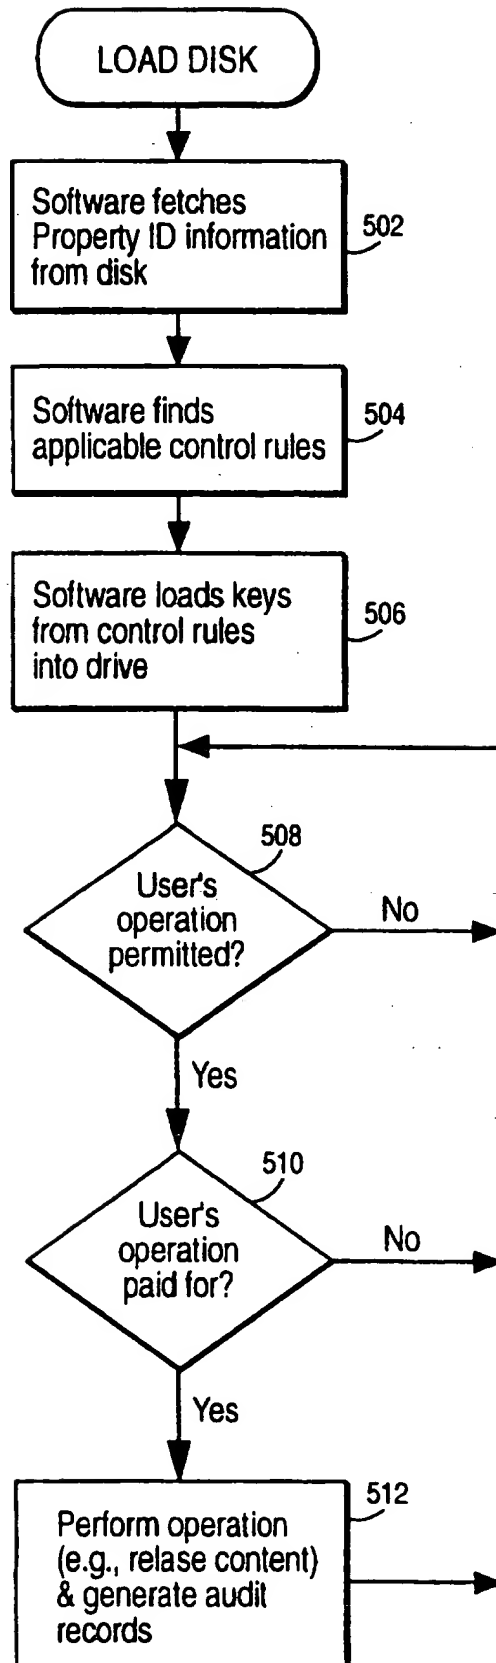 LOAD DISK
Software fetches
Property ID information
from disk
502
Software finds
applicable control rules
504
Software loads keys
from control rules
into drive
506
508
User's
operation
permitted?
No
Yes
510
User's
operation
paid for?
No
Yes
512
Perform operation
(e.g., relase content)
& generate audit
records